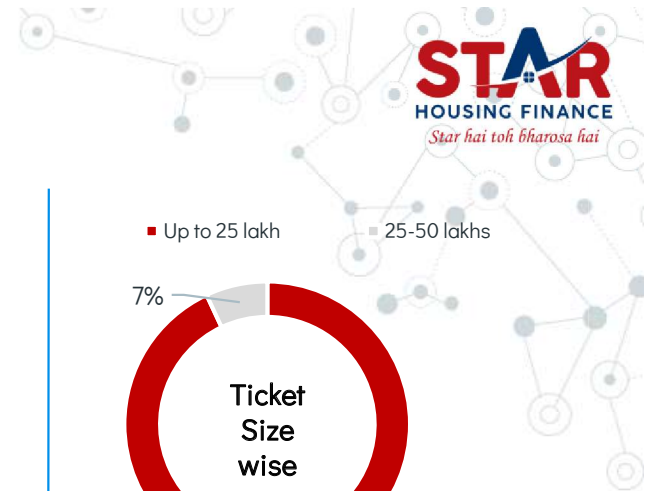 STAR
HOUSING FINANCE
Star hai toh bharosa hai
Up to 25 lakh
25-50 lakhs
7%
Ticket
Size
wise